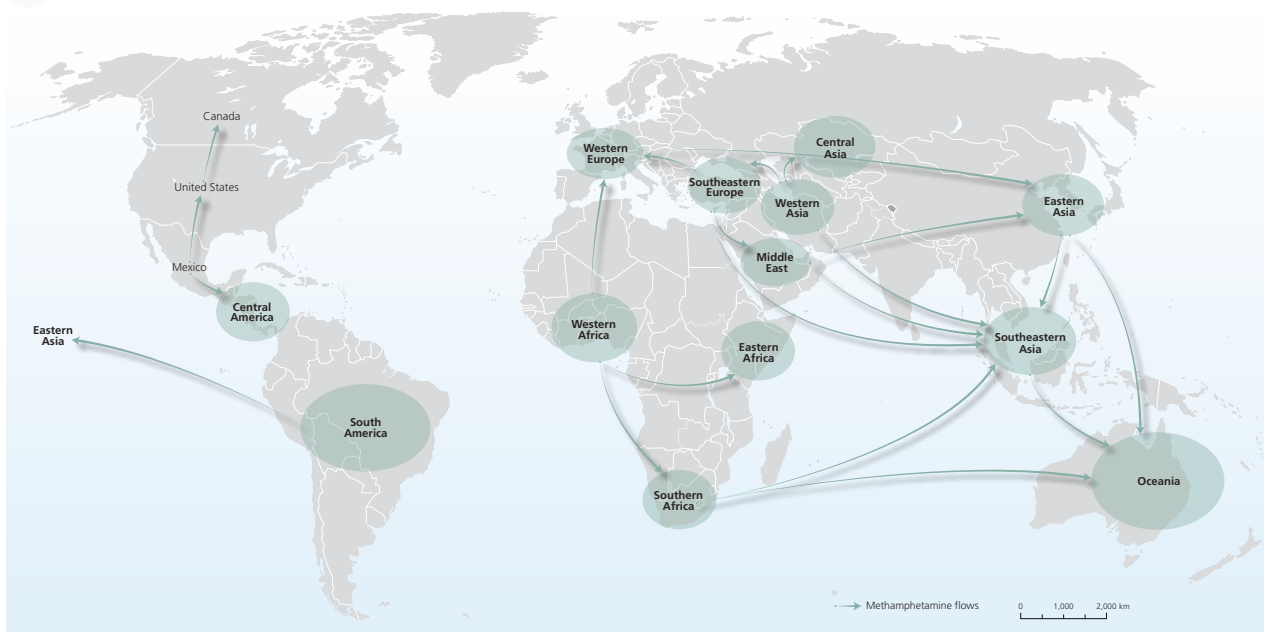 Canada
United States
Mexico
Central
America
Eastern
Asia
South
America
Western
Europe
Southeastern
Europe
Central
Asia
Western
Asia
Eastern
Asia
Middle
East
Western
Africa
Eastern
Africa
Southeastern
Asia
Southern
Africa
Oceania
Methamphetamine flows
0 1,000 2,000 km